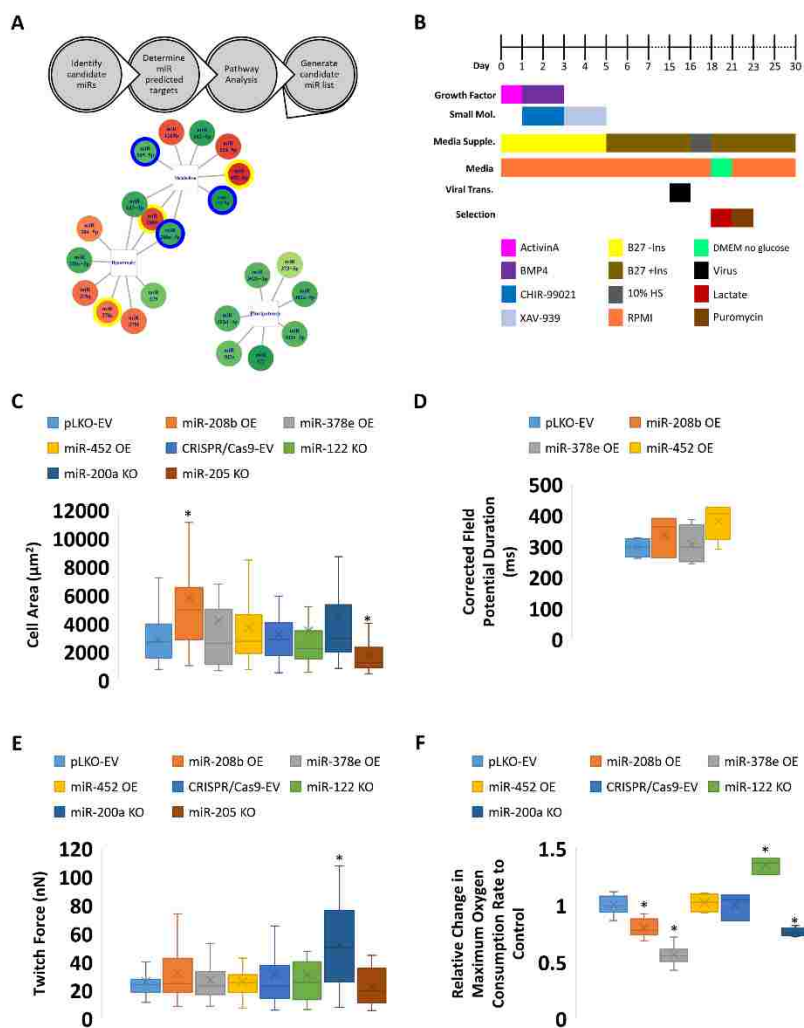 A
Identify
candidate
miRs
Determine
miR
predicted
targets
Pathway
Analysis
Generate
candidate
miR list
B
Day
0 1 2 3 4 5 6 7 15 16 18 21 23 30
Growth Factor
Small Mol.
Media Supple.
Media
Viral Trans.
Selection
ActivinA
B27 -Ins
DMEM no glucose
BMP4
B27 +Ins
Virus
CHIR-99021
10% HS
Lactate
XAV-939
RPMI
Puromycin
C
pLKO-EV
miR-208b OE
miR-378e OE
miR-452 OE
CRISPR/Cas9-EV
miR-122 KO
miR-200a KO
miR-205 KO
Cell Area (µm²)
12000
10000
8000
6000
4000
2000
0
*
*
D
pLKO-EV
miR-208b OE
miR-378e OE
miR-452 OE
Corrected Field
Potential Duration
(ms)
500
400
300
200
100
0
E
pLKO-EV
miR-208b OE
miR-378e OE
miR-452 OE
CRISPR/Cas9-EV
miR-122 KO
miR-200a KO
miR-205 KO
Twitch Force (nN)
120
100
80
60
40
20
0
*
F
pLKO-EV
miR-208b OE
miR-378e OE
miR-452 OE
CRISPR/Cas9-EV
miR-122 KO
miR-200a KO
Relative Change in
Maximum Oxygen
Consumption Rate to
Control
1.5
1
0.5
0
*
*
*
*